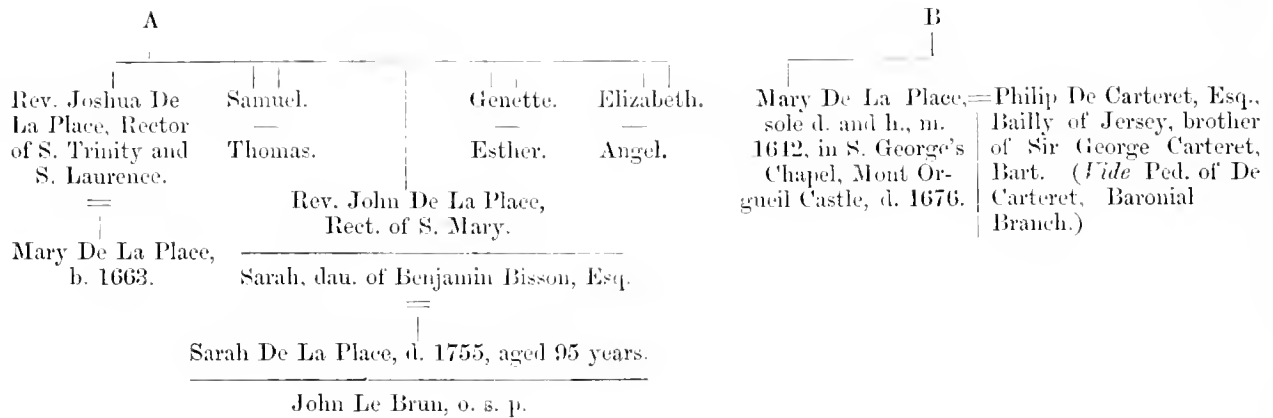 A
Rev. Joshua De
La Place, Rector
of S. Trinity and
S. Laurence.
=
Mary De La Place,
b. 1663.
Samuel.
—
Thomas.
Rev. John De La Place,
Rect. of S. Mary.
Sarah, dau. of Benjamin Bisson, Esq.
=
Sarah De La Place, d. 1755, aged 95 years.
John Le Brun, o. s. p.
Genette.
—
Esther.
Elizabeth.
—
Angel.
B
Mary De La Place,=
sole d. and h., m.
1642, in S. George's
Chapel, Mont Or-
gueil Castle, d. 1676.
Philip De Carteret, Esq.,
Bailly of Jersey, brother
of Sir George Carteret,
Bart. (Vide Ped. of De
Carteret, Baronial
Branch.)